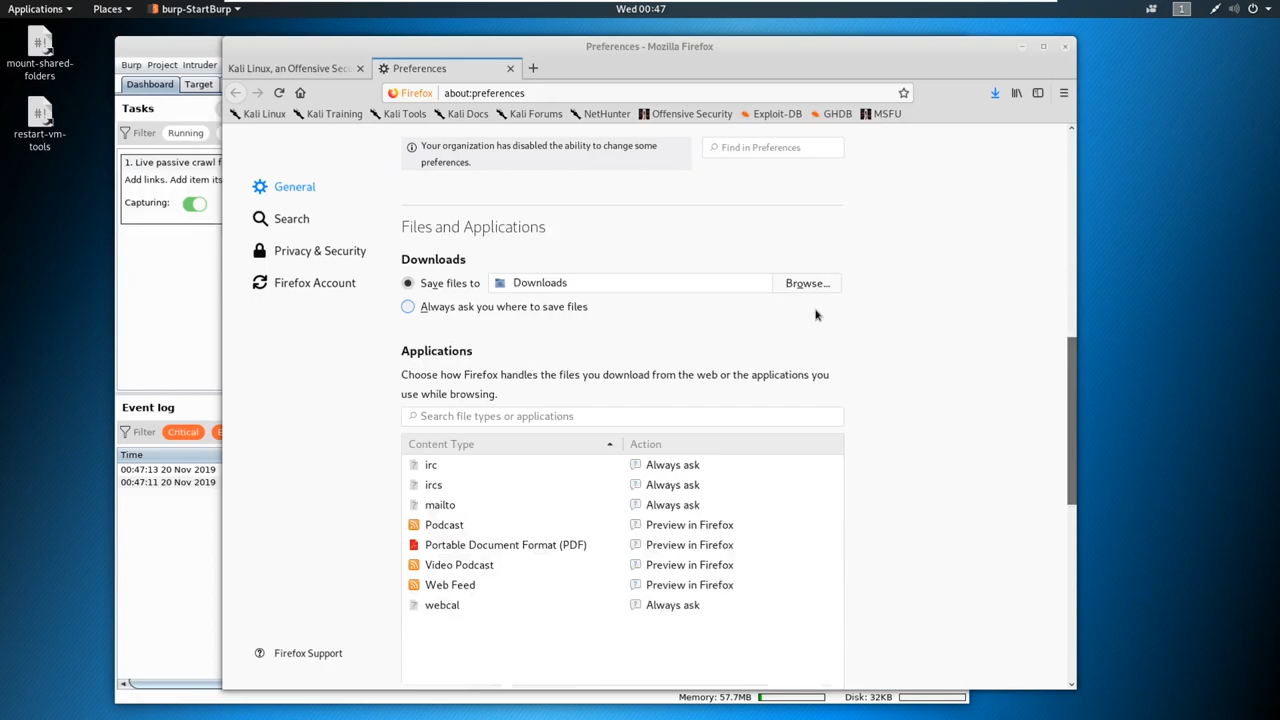 Applications
Places
burp-StartBurp
Wed 00:47
1
mount-shared-
folders
restart-vm-
tools
Burp Project Intruder
Dashboard Target
Tasks
Filter Running
1. Live passive crawl f
Add links. Add item its
Capturing:
Event log
Filter Critical
Time
00:47:13 20 Nov 2019
00:47:11 20 Nov 2019
Memory: 57.7MB
Disk: 32KB
Preferences - Mozilla Firefox
Kali Linux, an Offensive Sec
Preferences
Firefox about:preferences
Kali Linux Kali Training Kali Tools Kali Docs Kali Forums NetHunter Offensive Security Exploit-DB GHDB MSFU
Your organization has disabled the ability to change some
preferences.
Find in Preferences
General
Search
Privacy & Security
Firefox Account
Firefox Support
Files and Applications
Downloads
Save files to Downloads Browse...
Always ask you where to save files
Applications
Choose how Firefox handles the files you download from the web or the applications you
use while browsing.
Search file types or applications
Content Type Action
irc Always ask
ircs Always ask
mailto Always ask
Podcast Preview in Firefox
Portable Document Format (PDF) Preview in Firefox
Video Podcast Preview in Firefox
Web Feed Preview in Firefox
webcal Always ask